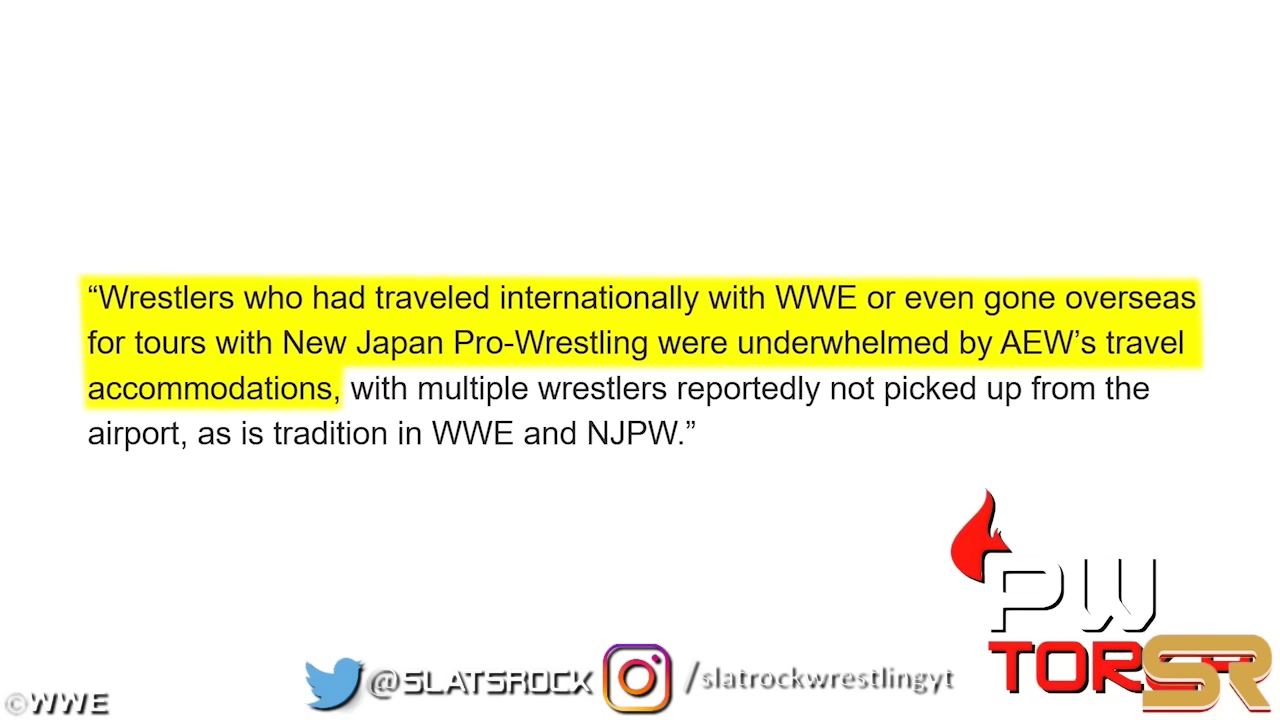 “Wrestlers who had traveled internationally with WWE or even gone overseas
for tours with New Japan Pro-Wrestling were underwhelmed by AEW’s travel
accommodations, with multiple wrestlers reportedly not picked up from the
airport, as is tradition in WWE and NJPW.”
PW
TOR
SR
@SLATSROCK
/slatrockwrestlingyt
©WWE